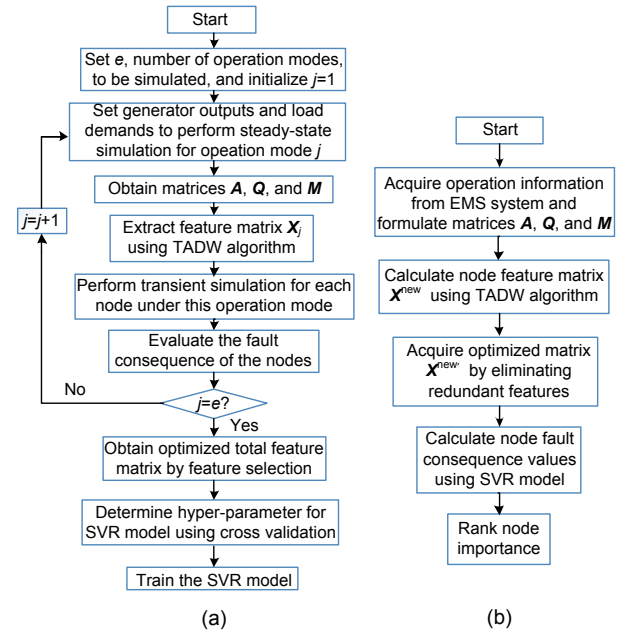 Start
Set e, number of operation modes,
to be simulated, and initialize j=1
Set generator outputs and load
demands to perform steady-state
simulation for opeation mode j
Obtain matrices A, Q, and M
j=j+1
Extract feature matrix Xj
using TADW algorithm
Perform transient simulation for each
node under this operation mode
Evaluate the fault
consequence of the nodes
No
j=e?
Yes
Obtain optimized total feature
matrix by feature selection
Determine hyper-parameter for
SVR model using cross validation
Train the SVR model
(a)
Start
Acquire operation information
from EMS system and
formulate matrices A, Q, and M
Calculate node feature matrix
Xnew using TADW algorithm
Acquire optimized matrix
Xnew' by eliminating
redundant features
Calculate node fault
consequence values
using SVR model
Rank node
importance
(b)